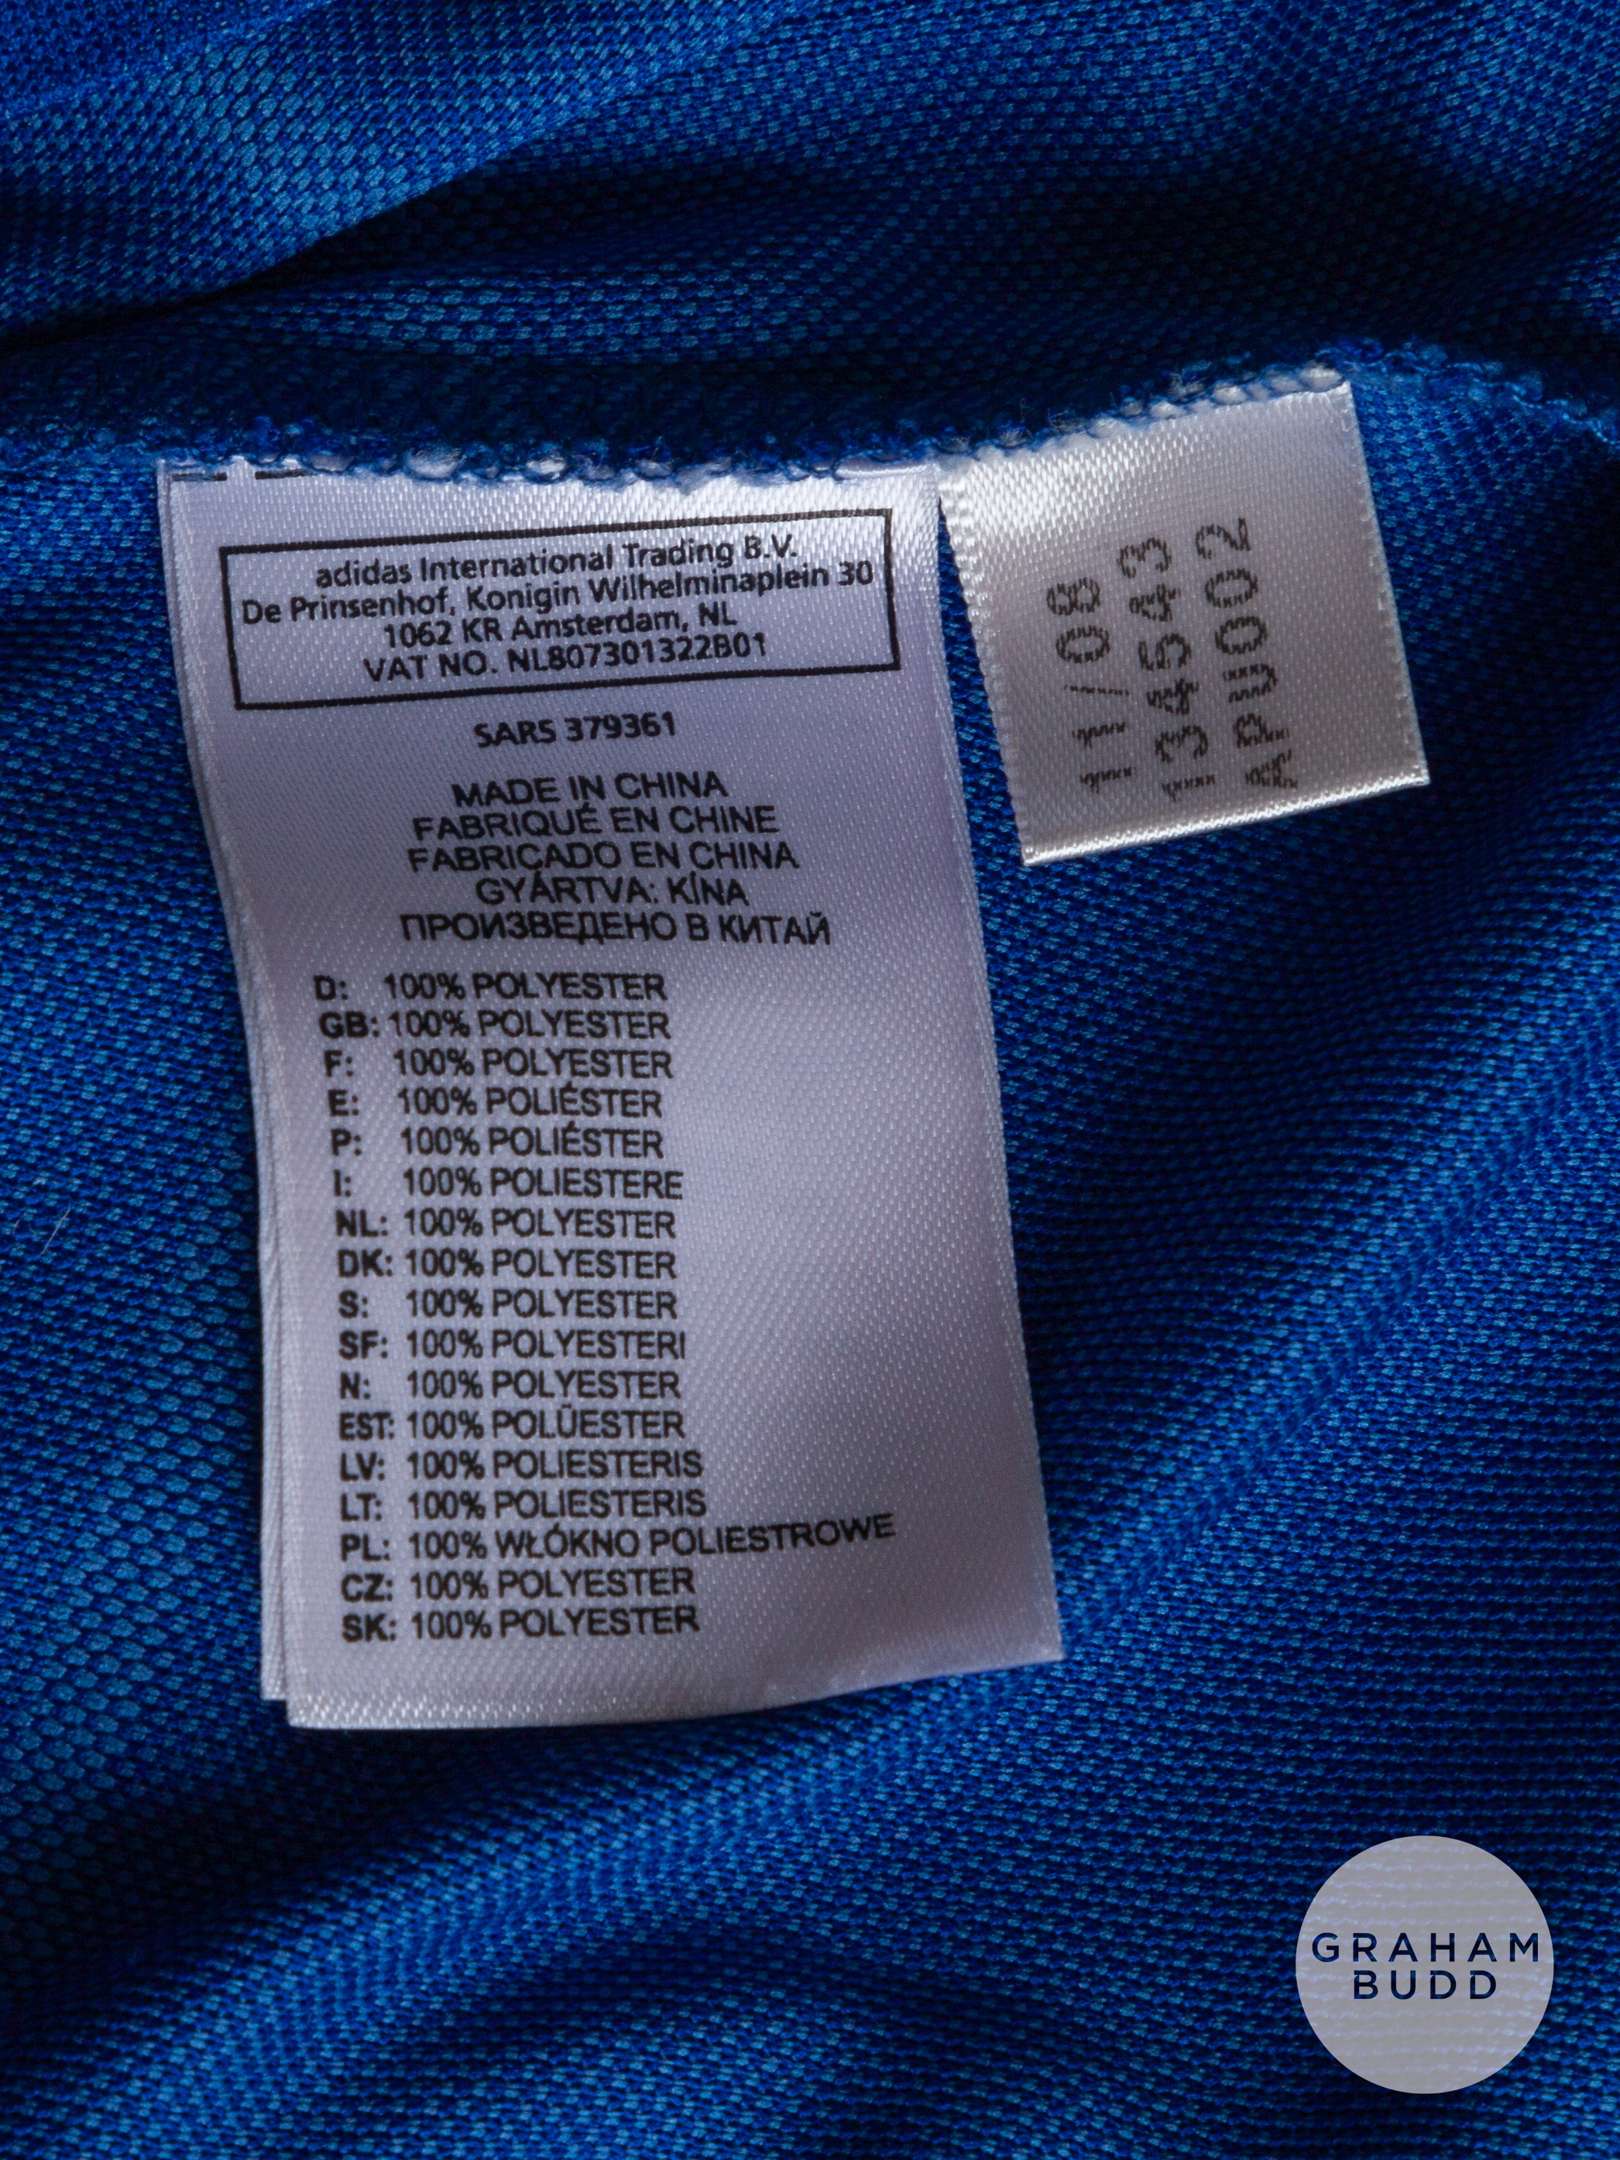 adidas International Trading B.V.
De Prinsenhof, Konigin Wilhelminaplein 30
1062 KR Amsterdam, NL
VAT NO. NL807301322B01
SARS 379361
MADE IN CHINA
FABRIQUÉ EN CHINE
FABRICADO EN CHINA
GYÁRTVA: KÍNA
ПРОИЗВЕДЕНО В КИТАЙ
D: 100% POLYESTER
GB: 100% POLYESTER
F: 100% POLYESTER
E: 100% POLIÉSTER
P: 100% POLIÉSTER
I: 100% POLIESTERE
NL: 100% POLYESTER
DK: 100% POLYESTER
S: 100% POLYESTER
SF: 100% POLYESTERI
N: 100% POLYESTER
EST: 100% POLÜESTER
LV: 100% POLIESTERIS
LT: 100% POLIESTERIS
PL: 100% WŁÓKNO POLIESTROWE
CZ: 100% POLYESTER
SK: 100% POLYESTER
11/08
134543
APU002
GRAHAM
BUDD